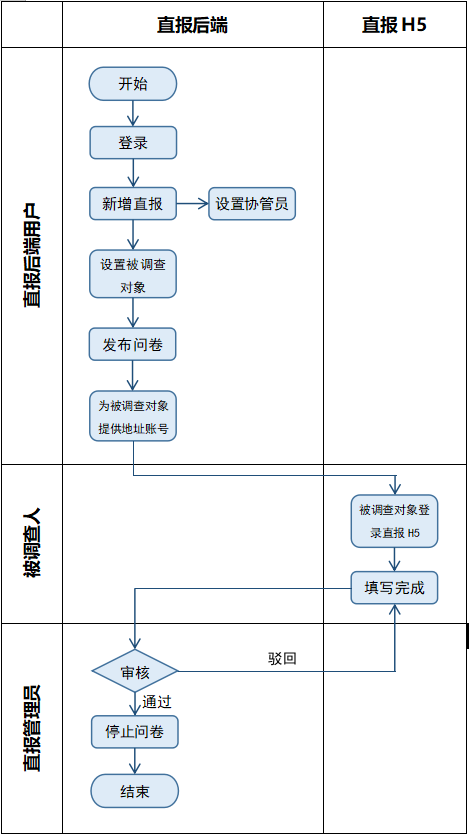 直报后端
直报 H5
直报后端用户
开始
登录
新增直报
设置协管员
设置被调查
对象
发布问卷
为被调查对象
提供地址账号
被调查人
被调查对象登
录直报 H5
填写完成
直报管理员
审核
驳回
通过
停止问卷
结束